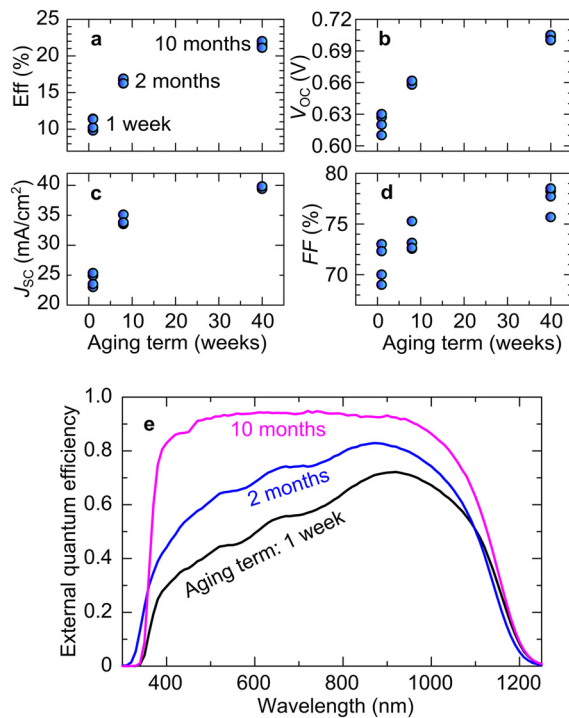 a
Eff (%)
25
20
15
10
10 months
2 months
1 week
b
V_OC (V)
0.72
0.69
0.66
0.63
0.60
c
J_SC (mA/cm²)
40
35
30
25
20
0 10 20 30 40
Aging term (weeks)
d
FF (%)
80
75
70
0 10 20 30 40
Aging term (weeks)
e
External quantum efficiency
1.0
0.8
0.6
0.4
0.2
0
10 months
2 months
Aging term: 1 week
400 600 800 1000 1200
Wavelength (nm)